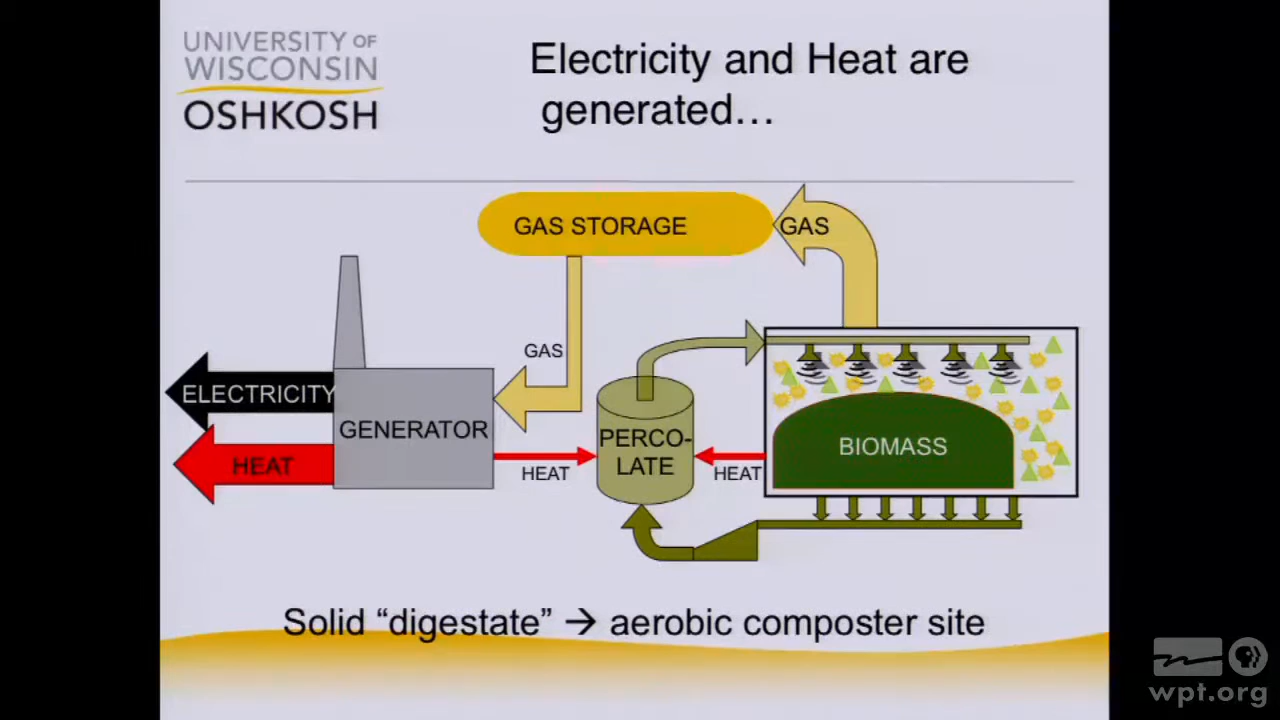 UNIVERSITY OF
WISCONSIN
OSHKOSH
Electricity and Heat are
generated…
GAS STORAGE
GAS
GAS
ELECTRICITY
GENERATOR
HEAT
HEAT
PERCO-
LATE
HEAT
BIOMASS
Solid “digestate” → aerobic composter site
wpt.org